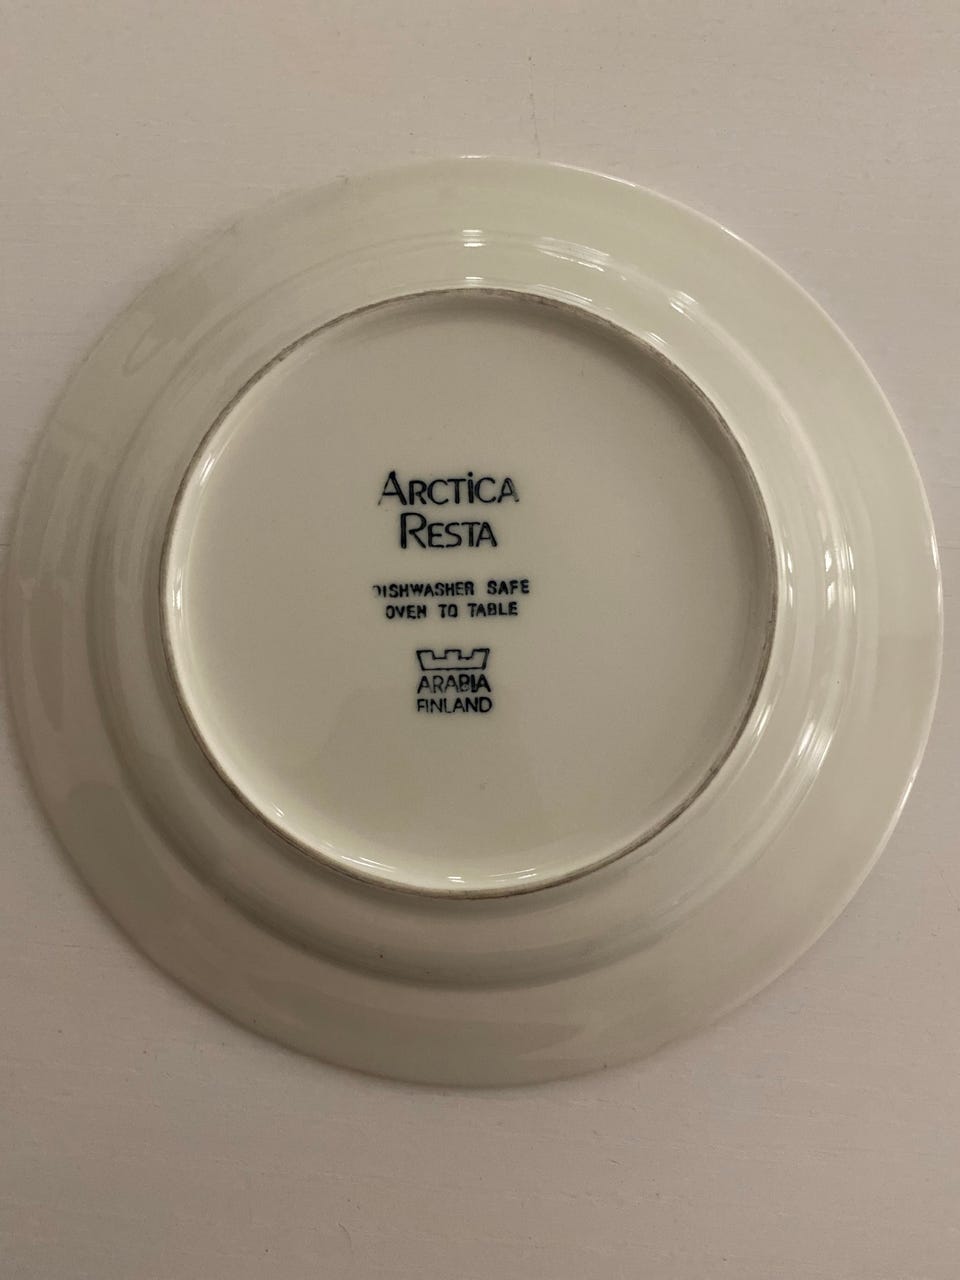 ARCTiCA
RESTA
DISHWASHER SAFE
OVEN TO TABLE
ARABIA
FINLAND